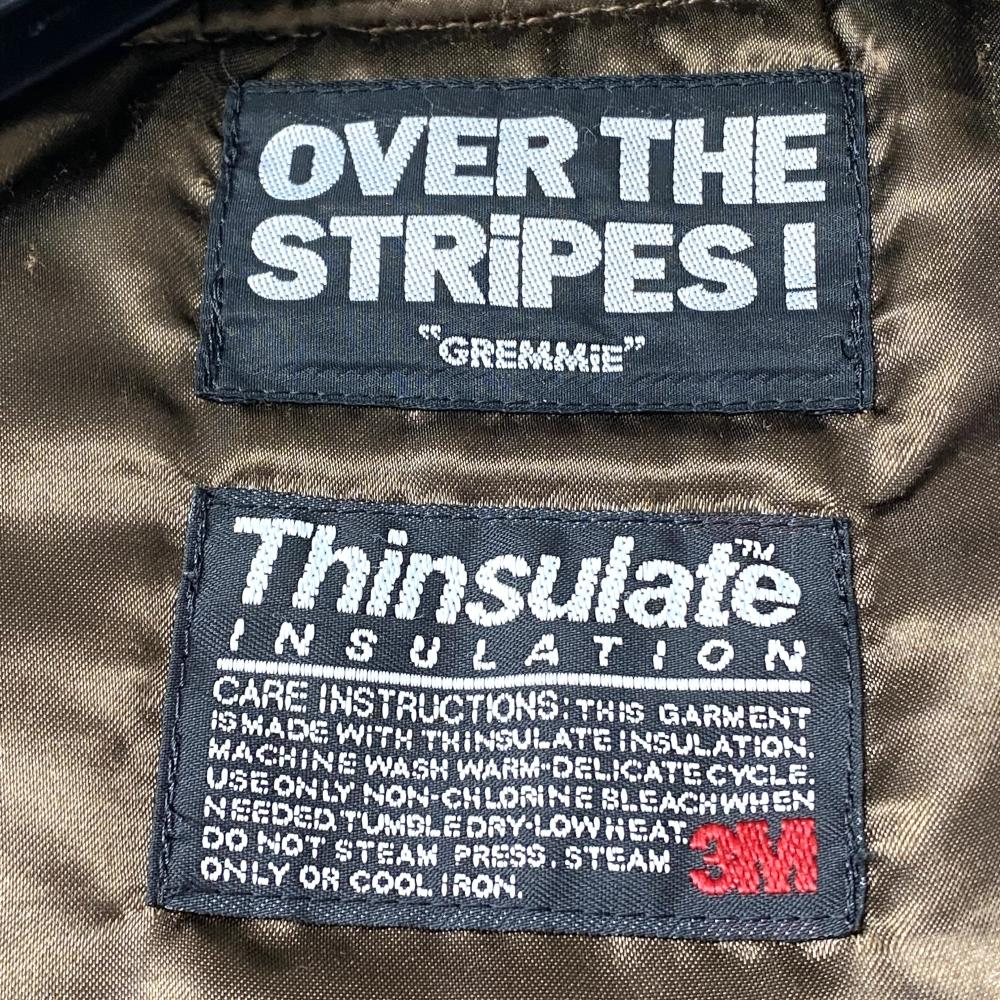 OVER THE
STRiPES!
“GREMMiE”
Thinsulate™
INSULATION
CARE INSTRUCTIONS: THIS GARMENT
IS MADE WITH THINSULATE INSULATION.
MACHINE WASH WARM-DELICATE CYCLE.
USE ONLY NON-CHLORINE BLEACH WHEN
NEEDED. TUMBLE DRY-LOW HEAT.
DO NOT STEAM PRESS. STEAM
ONLY OR COOL IRON.
3M